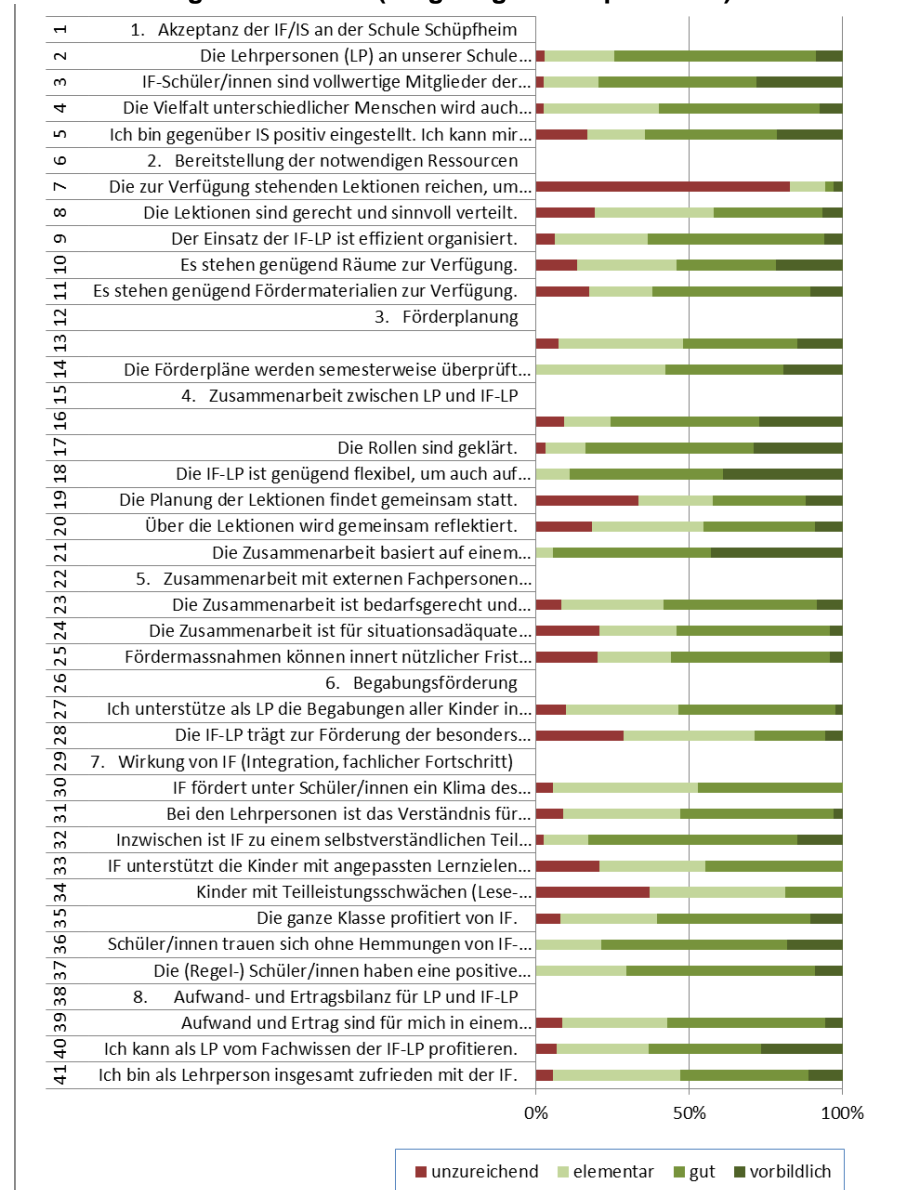 1 1. Akzeptanz der IF/IS an der Schule Schüpfheim
2 Die Lehrpersonen (LP) an unserer Schule...
3 IF-Schüler/innen sind vollwertige Mitglieder der...
4 Die Vielfalt unterschiedlicher Menschen wird auch...
5 Ich bin gegenüber IS positiv eingestellt. Ich kann mir...
6 2. Bereitstellung der notwendigen Ressourcen
7 Die zur Verfügung stehenden Lektionen reichen, um...
8 Die Lektionen sind gerecht und sinnvoll verteilt.
9 Der Einsatz der IF-LP ist effizient organisiert.
10 Es stehen genügend Räume zur Verfügung.
11 Es stehen genügend Fördermaterialien zur Verfügung.
12 3. Förderplanung
13
14 Die Förderpläne werden semesterweise überprüft...
15 4. Zusammenarbeit zwischen LP und IF-LP
16
17 Die Rollen sind geklärt.
18 Die IF-LP ist genügend flexibel, um auch auf...
19 Die Planung der Lektionen findet gemeinsam statt.
20 Über die Lektionen wird gemeinsam reflektiert.
21 Die Zusammenarbeit basiert auf einem...
22 5. Zusammenarbeit mit externen Fachpersonen...
23 Die Zusammenarbeit ist bedarfsgerecht und...
24 Die Zusammenarbeit ist für situationsadäquate...
25 Fördermassnahmen können innert nützlicher Frist...
26 6. Begabungsförderung
27 Ich unterstütze als LP die Begabungen aller Kinder in...
28 Die IF-LP trägt zur Förderung der besonders...
29 7. Wirkung von IF (Integration, fachlicher Fortschritt)
30 IF fördert unter Schüler/innen ein Klima des...
31 Bei den Lehrpersonen ist das Verständnis für...
32 Inzwischen ist IF zu einem selbstverständlichen Teil...
33 IF unterstützt die Kinder mit angepassten Lernzielen...
34 Kinder mit Teilleistungsschwächen (Lese-...
35 Die ganze Klasse profitiert von IF.
36 Schüler/innen trauen sich ohne Hemmungen von IF-...
37 Die (Regel-) Schüler/innen haben eine positive...
38 8. Aufwand- und Ertragsbilanz für LP und IF-LP
39 Aufwand und Ertrag sind für mich in einem...
40 Ich kann als LP vom Fachwissen der IF-LP profitieren.
41 Ich bin als Lehrperson insgesamt zufrieden mit der IF.
0% 50% 100%
unzureichend elementar gut vorbildlich